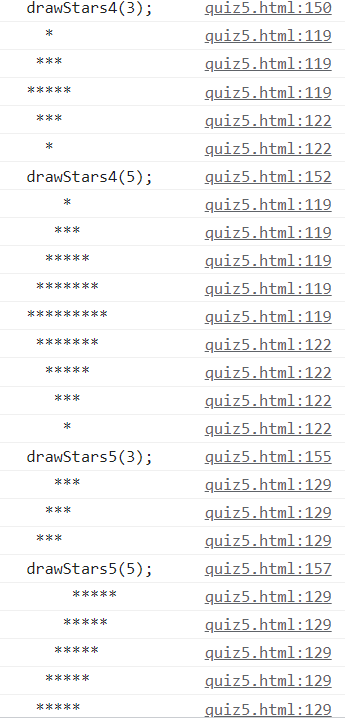 drawStars4(3); quiz5.html:150
  * quiz5.html:119
 *** quiz5.html:119
***** quiz5.html:119
 *** quiz5.html:122
  * quiz5.html:122
drawStars4(5); quiz5.html:152
    * quiz5.html:119
   *** quiz5.html:119
  ***** quiz5.html:119
 ******* quiz5.html:119
********* quiz5.html:119
 ******* quiz5.html:122
  ***** quiz5.html:122
   *** quiz5.html:122
    * quiz5.html:122
drawStars5(3); quiz5.html:155
   *** quiz5.html:129
  *** quiz5.html:129
 *** quiz5.html:129
drawStars5(5); quiz5.html:157
     ***** quiz5.html:129
    ***** quiz5.html:129
   ***** quiz5.html:129
  ***** quiz5.html:129
 ***** quiz5.html:129